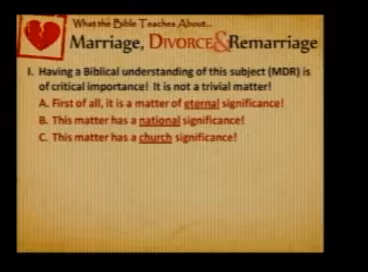 What the Bible Teaches About...
Marriage, DIVORCE&Remarriage
I. Having a Biblical understanding of this subject (MDR) is
of critical importance! It is not a trivial matter!
A. First of all, it is a matter of eternal significance!
B. This matter has a national significance!
C. This matter has a church significance!